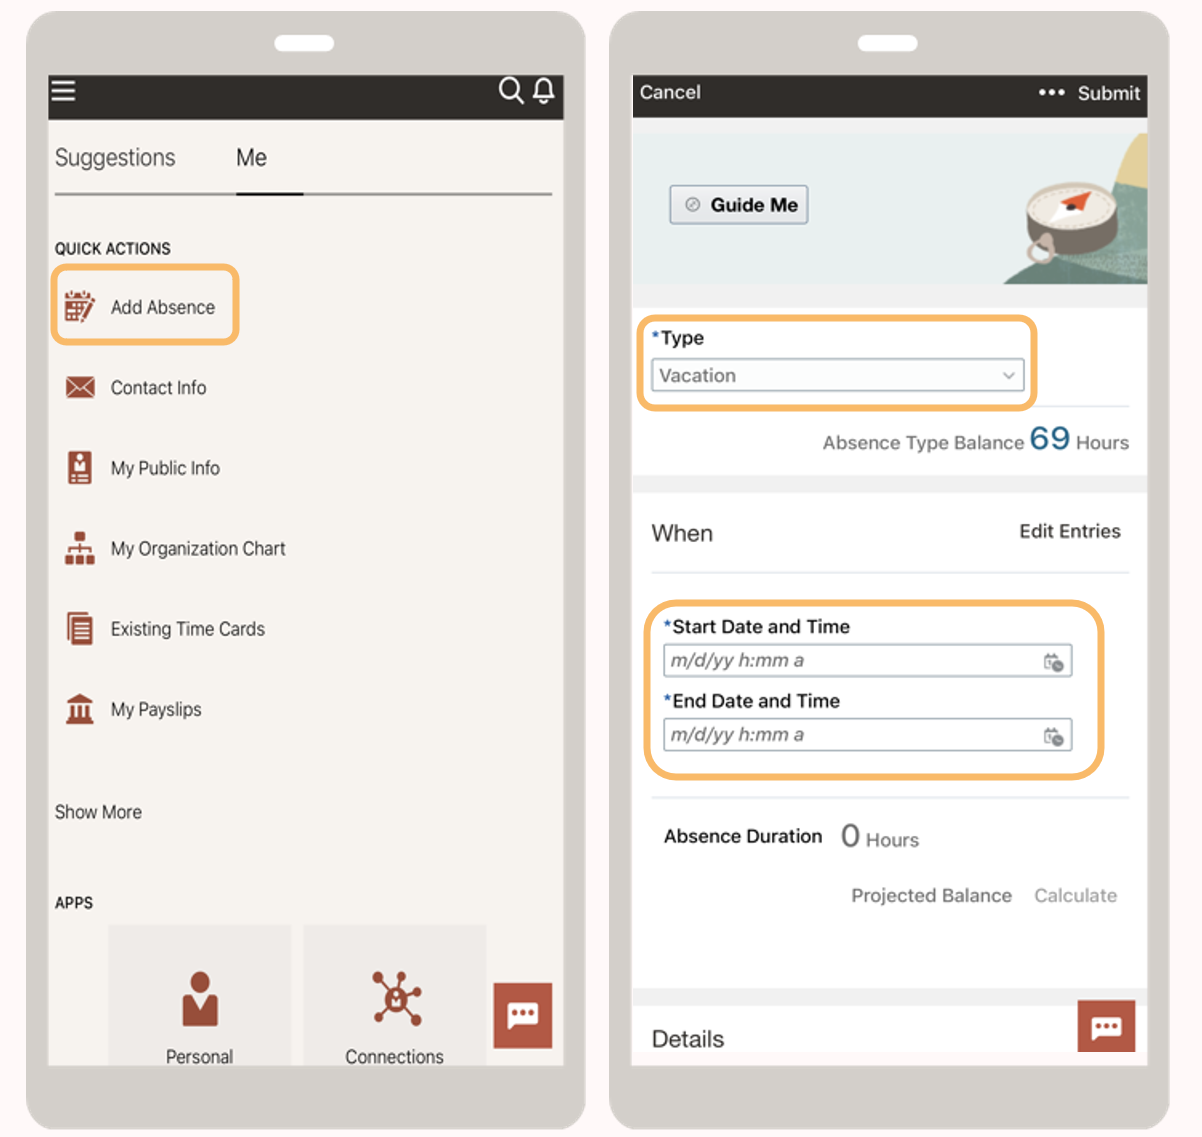 Suggestions Me
QUICK ACTIONS
Add Absence
Contact Info
My Public Info
My Organization Chart
Existing Time Cards
My Payslips
Show More
APPS
Personal Connections
Cancel ••• Submit
Guide Me
*Type
Vacation
Absence Type Balance 69 Hours
When Edit Entries
*Start Date and Time
m/d/yy h:mm a
*End Date and Time
m/d/yy h:mm a
Absence Duration 0 Hours
Projected Balance Calculate
Details